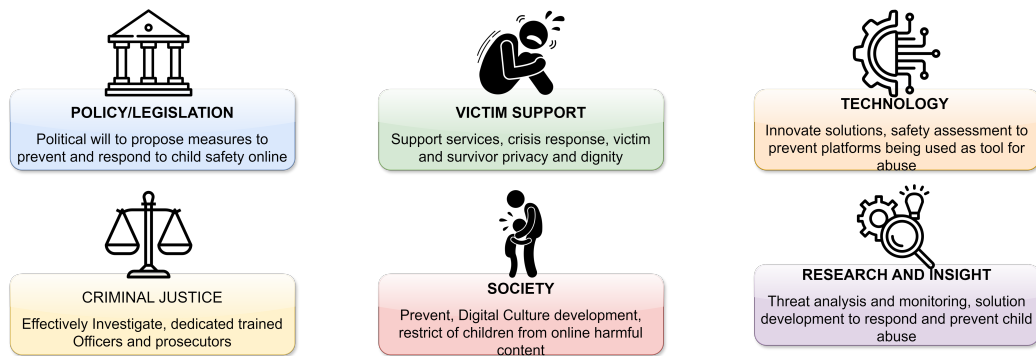 POLICY/LEGISLATION
Political will to propose measures to
prevent and respond to child safety online
VICTIM SUPPORT
Support services, crisis response, victim
and survivor privacy and dignity
TECHNOLOGY
Innovate solutions, safety assessment to
prevent platforms being used as tool for
abuse
CRIMINAL JUSTICE
Effectively Investigate, dedicated trained
Officers and prosecutors
SOCIETY
Prevent, Digital Culture development,
restrict of children from online harmful
content
RESEARCH AND INSIGHT
Threat analysis and monitoring, solution
development to respond and prevent child
abuse